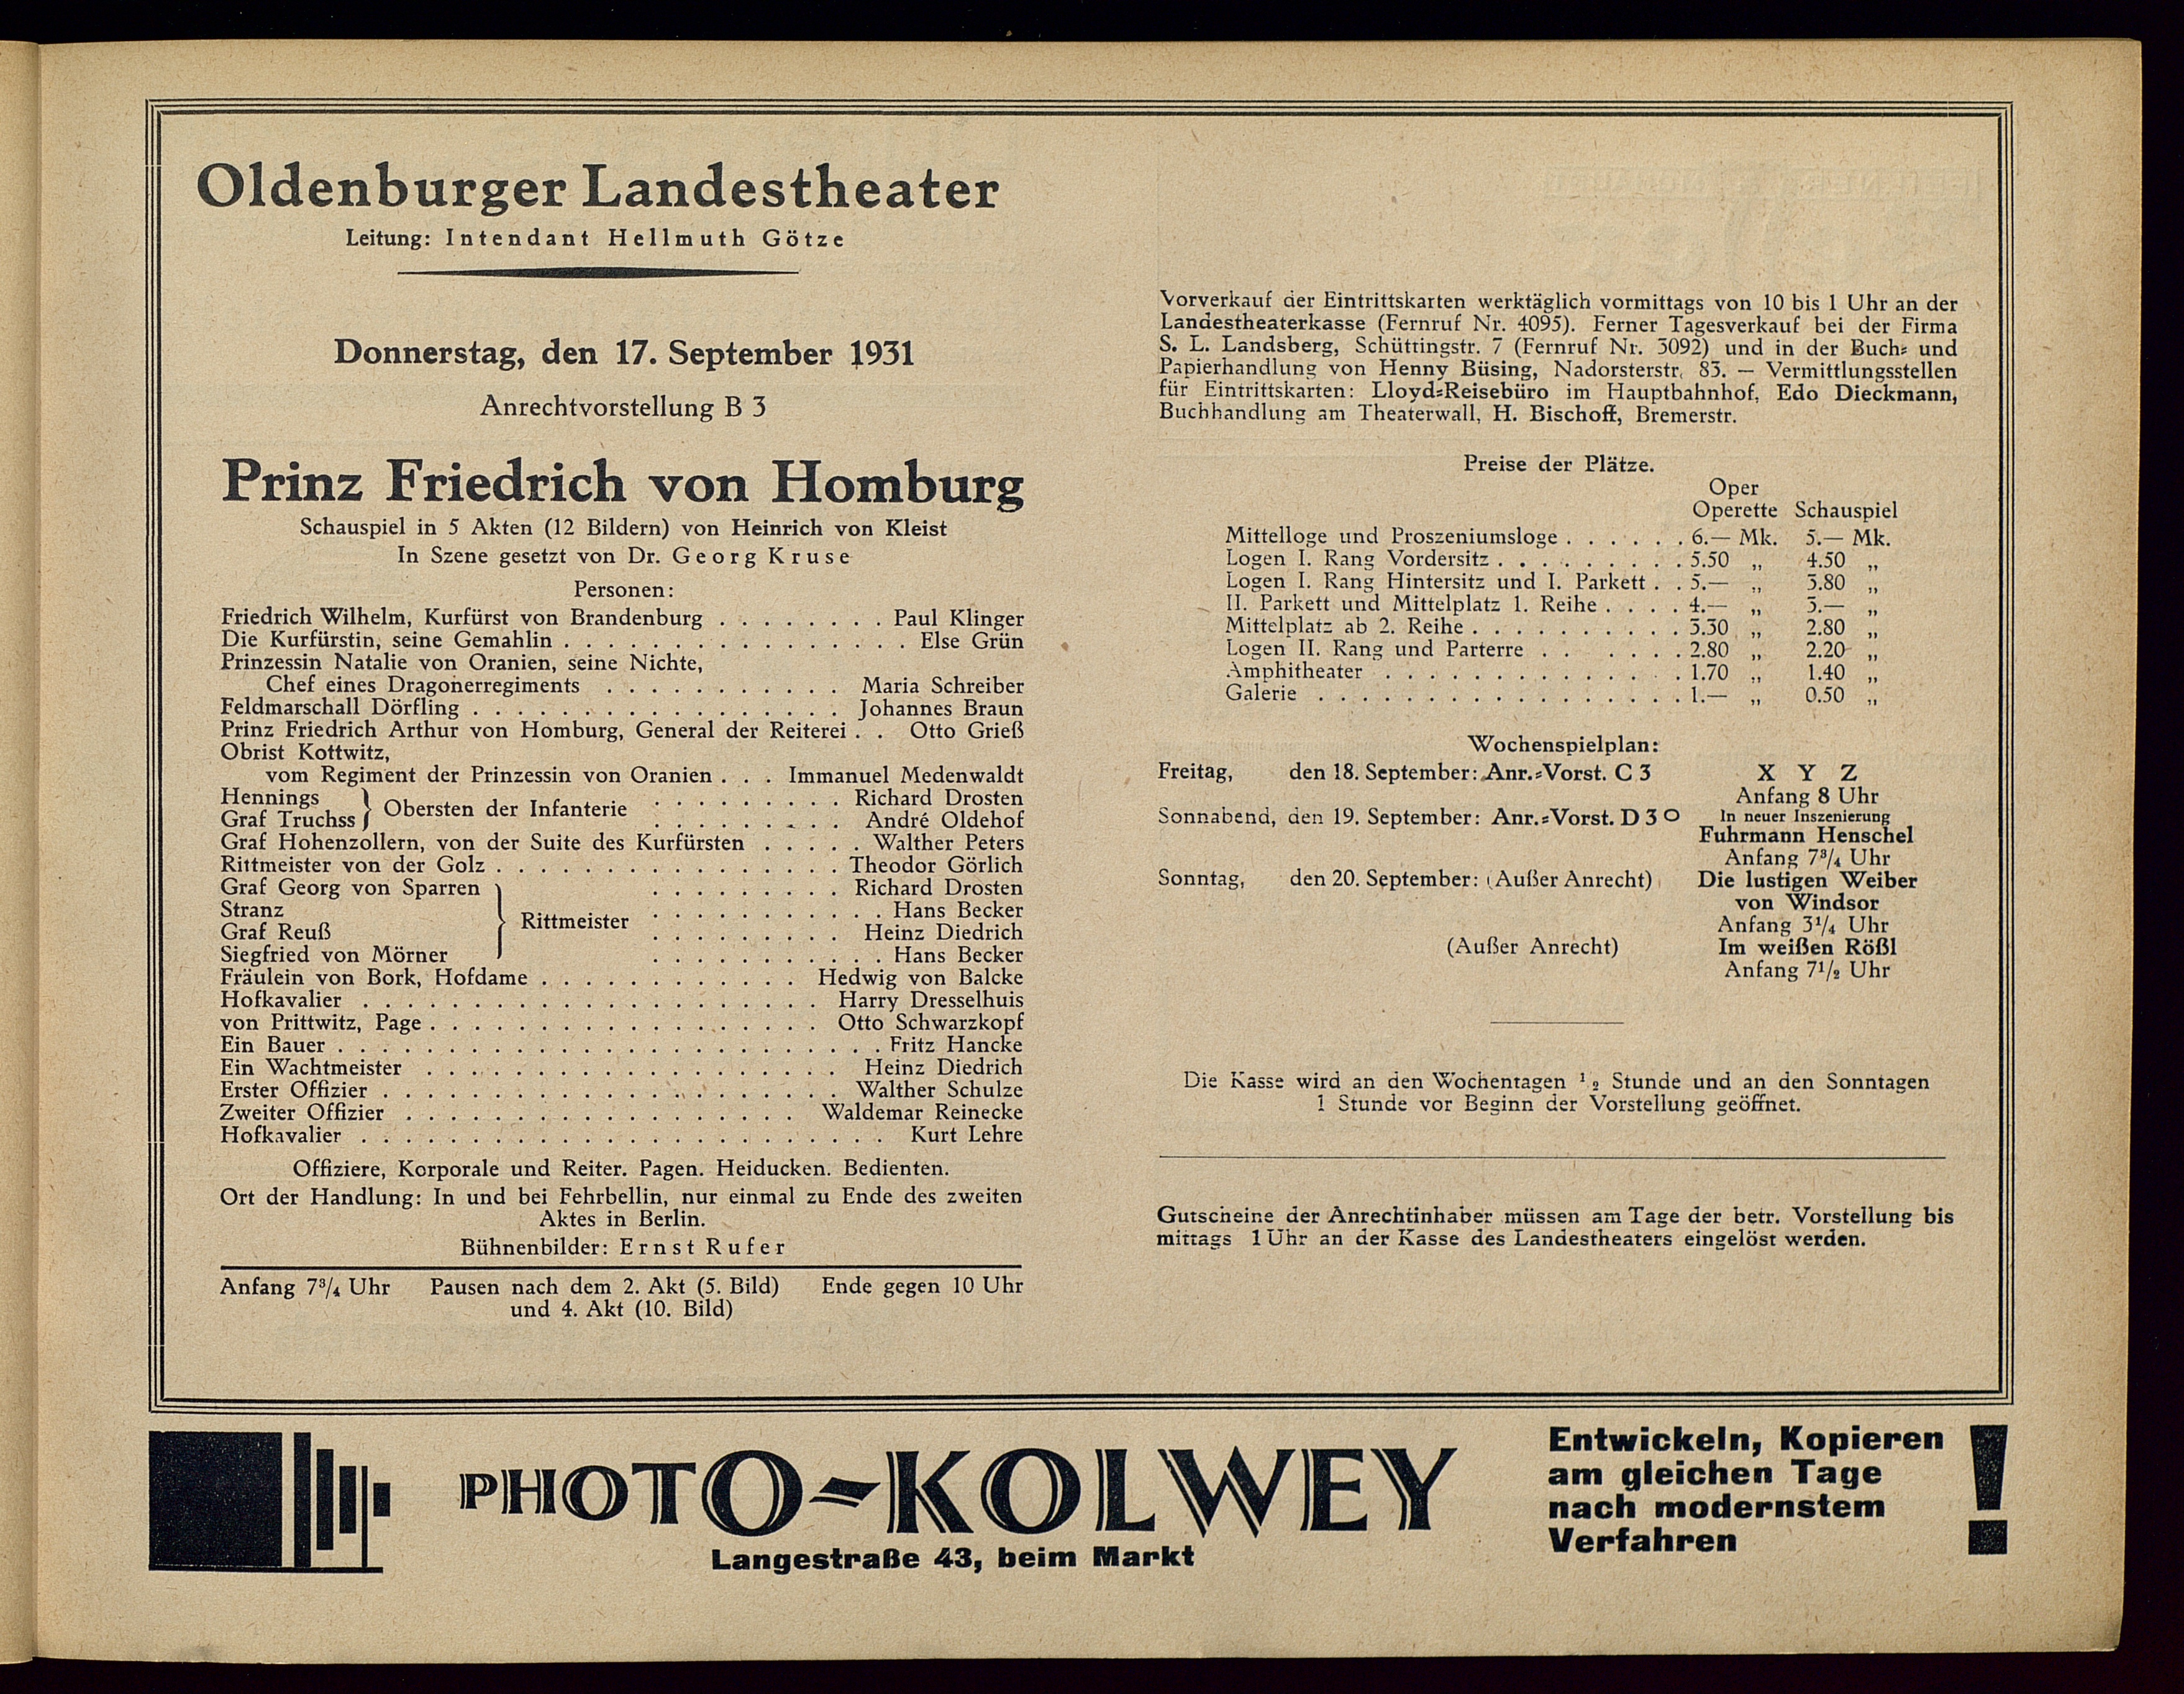 Oldenburger Landestheater
Leitung: Intendant Hellmuth Götze
Donnerstag, den 17. September 1931
Anrechtvorstellung B 3
Prinz Friedrich von Homburg
Schauspiel in 5 Akten (12 Bildern) von Heinrich von Kleist
In Szene gesetzt von Dr. Georg Kruse
Personen:
Friedrich Wilhelm, Kurfürst von Brandenburg . . . . . . . . Paul Klinger
Die Kurfürstin, seine Gemahlin . . . . . . . . . . . . . . . . Else Grün
Prinzessin Natalie von Oranien, seine Nichte,
Chef eines Dragonerregiments . . . . . . . . . . . Maria Schreiber
Feldmarschall Dörfling . . . . . . . . . . . . . . . . . Johannes Braun
Prinz Friedrich Arthur von Homburg, General der Reiterei . . Otto Grieß
Obrist Kottwitz,
vom Regiment der Prinzessin von Oranien . . . Immanuel Medenwaldt
Hennings } Obersten der Infanterie . . . . . . . . . Richard Drosten
Graf Truchss } . . . . . . . . . André Oldehof
Graf Hohenzollern, von der Suite des Kurfürsten . . . . . Walther Peters
Rittmeister von der Golz . . . . . . . . . . . . . . . . Theodor Görlich
Graf Georg von Sparren } . . . . . . . . . Richard Drosten
Stranz } Rittmeister . . . . . . . . . . . Hans Becker
Graf Reuß } . . . . . . . . . Heinz Diedrich
Siegfried von Mörner } . . . . . . . . . . . Hans Becker
Fräulein von Bork, Hofdame . . . . . . . . . . . . Hedwig von Balcke
Hofkavalier . . . . . . . . . . . . . . . . . . . . . Harry Dresselhuis
von Prittwitz, Page . . . . . . . . . . . . . . . . . . Otto Schwarzkopf
Ein Bauer . . . . . . . . . . . . . . . . . . . . . . . . . Fritz Hancke
Ein Wachtmeister . . . . . . . . . . . . . . . . . . . Heinz Diedrich
Erster Offizier . . . . . . . . . . . . . . . . . . . . . Walther Schulze
Zweiter Offizier . . . . . . . . . . . . . . . . . . Waldemar Reinecke
Hofkavalier . . . . . . . . . . . . . . . . . . . . . . . . Kurt Lehre
Offiziere, Korporale und Reiter. Pagen. Heiducken. Bedienten.
Ort der Handlung: In und bei Fehrbellin, nur einmal zu Ende des zweiten
Aktes in Berlin.
Bühnenbilder: Ernst Rufer
Anfang 7¾ Uhr Pausen nach dem 2. Akt (5. Bild) Ende gegen 10 Uhr
und 4. Akt (10. Bild)
Vorverkauf der Eintrittskarten werktäglich vormittags von 10 bis 1 Uhr an der
Landestheaterkasse (Fernruf Nr. 4095). Ferner Tagesverkauf bei der Firma
S. L. Landsberg, Schüttingstr. 7 (Fernruf Nr. 3092) und in der Buch- und
Papierhandlung von Henny Büsing, Nadorsterstr. 83. — Vermittlungsstellen
für Eintrittskarten: Lloyd-Reisebüro im Hauptbahnhof, Edo Dieckmann,
Buchhandlung am Theaterwall, H. Bischoff, Bremerstr.
Preise der Plätze.
Oper
Operette Schauspiel
Mittelloge und Proszeniumsloge . . . . . . 6.— Mk. 5.— Mk.
Logen I. Rang Vordersitz . . . . . . . . . 5.50 „ 4.50 „
Logen I. Rang Hintersitz und I. Parkett . . 5.— „ 3.80 „
II. Parkett und Mittelplatz 1. Reihe . . . . 4.— „ 3.— „
Mittelplatz ab 2. Reihe . . . . . . . . . . 3.30 „ 2.80 „
Logen II. Rang und Parterre . . . . . . 2.80 „ 2.20 „
Amphitheater . . . . . . . . . . . . . . 1.70 „ 1.40 „
Galerie . . . . . . . . . . . . . . . . . 1.— „ 0.50 „
Wochenspielplan:
Freitag, den 18. September: Anr.-Vorst. C 3 X Y Z
Anfang 8 Uhr
Sonnabend, den 19. September: Anr.-Vorst. D 3 O In neuer Inszenierung
Fuhrmann Henschel
Anfang 7¾ Uhr
Sonntag, den 20. September: (Außer Anrecht) Die lustigen Weiber
von Windsor
Anfang 3¼ Uhr
(Außer Anrecht) Im weißen Rößl
Anfang 7½ Uhr
Die Kasse wird an den Wochentagen ½ Stunde und an den Sonntagen
1 Stunde vor Beginn der Vorstellung geöffnet.
Gutscheine der Anrechtinhaber müssen am Tage der betr. Vorstellung bis
mittags 1 Uhr an der Kasse des Landestheaters eingelöst werden.
PHOTO-KOLWEY
Langestraße 43, beim Markt
Entwickeln, Kopieren
am gleichen Tage
nach modernstem
Verfahren !